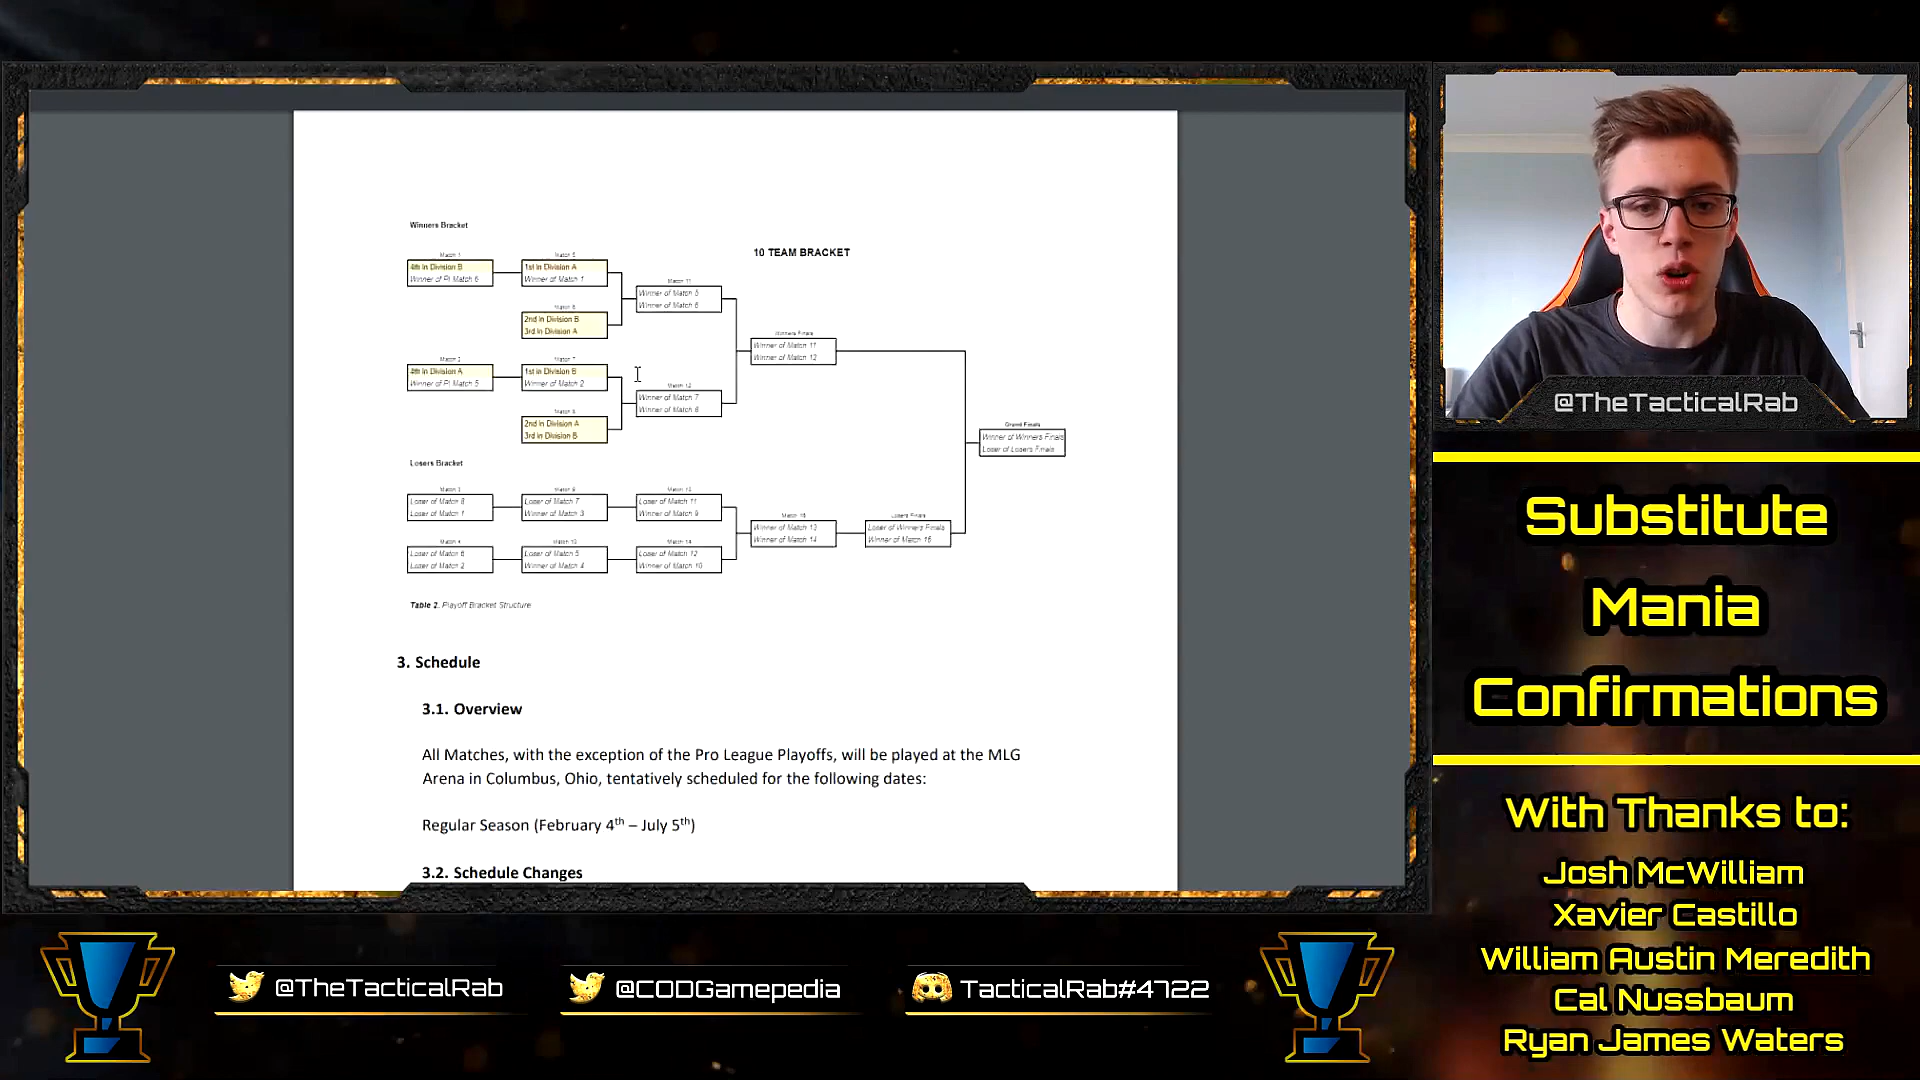 Winners Bracket
10 TEAM BRACKET
Match 1
4th in Division B
Winner of PI Match 6
Match 5
1st in Division A
Winner of Match 1
Match 6
2nd in Division B
3rd in Division A
Match 11
Winner of Match 5
Winner of Match 6
Match 2
4th in Division A
Winner of PI Match 5
Match 7
1st in Division B
Winner of Match 2
Match 8
2nd in Division A
3rd in Division B
Match 12
Winner of Match 7
Winner of Match 8
Winners Finals
Winner of Match 11
Winner of Match 12
Grand Finals
Winner of Winners Finals
Loser of Losers Finals
Losers Bracket
Match 3
Loser of Match 8
Loser of Match 1
Match 9
Loser of Match 7
Winner of Match 3
Match 13
Loser of Match 11
Winner of Match 9
Match 4
Loser of Match 6
Loser of Match 2
Match 10
Loser of Match 5
Winner of Match 4
Match 14
Loser of Match 12
Winner of Match 10
Winner of Match 13
Winner of Match 14
Losers Finals
Loser of Winners Finals
Winner of Match 15
Table 2. Playoff Bracket Structure
3. Schedule
3.1. Overview
All Matches, with the exception of the Pro League Playoffs, will be played at the MLG
Arena in Columbus, Ohio, tentatively scheduled for the following dates:
Regular Season (February 4th – July 5th)
3.2. Schedule Changes
@TheTacticalRab
Substitute
Mania
Confirmations
With Thanks to:
Josh McWilliam
Xavier Castillo
William Austin Meredith
Cal Nussbaum
Ryan James Waters
@TheTacticalRab
@CODGamepedia
TacticalRab#4722